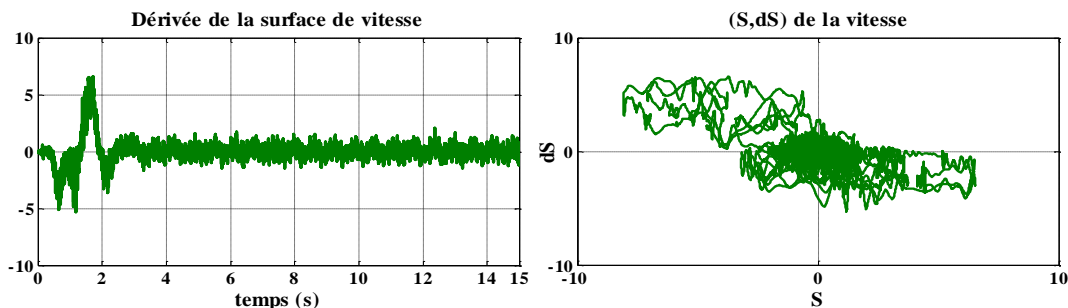 Dérivée de la surface de vitesse
10
5
0
-5
-10
0 2 4 6 8 10 12 14 15
temps (s)
(S,dS) de la vitesse
10
dS
0
-10
-10 0 10
S